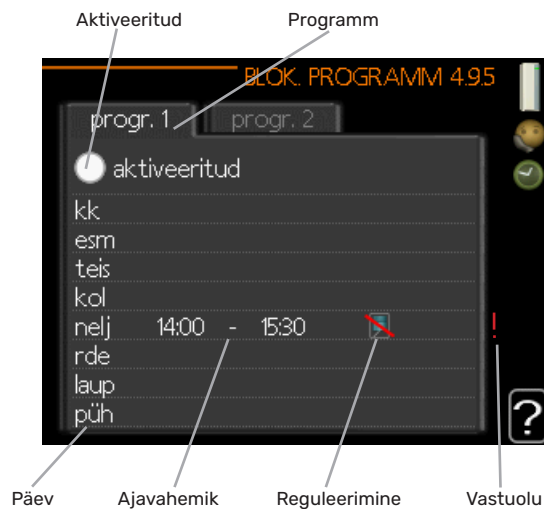 Aktiveeritud Programm
BLOK. PROGRAMM 4.9.5
progr. 1 progr. 2
aktiveeritud
kk
esm
teis
kol
nelj 14:00 - 15:30 !
rde
laup
püh
?
Päev Ajavahemik Reguleerimine Vastuolu